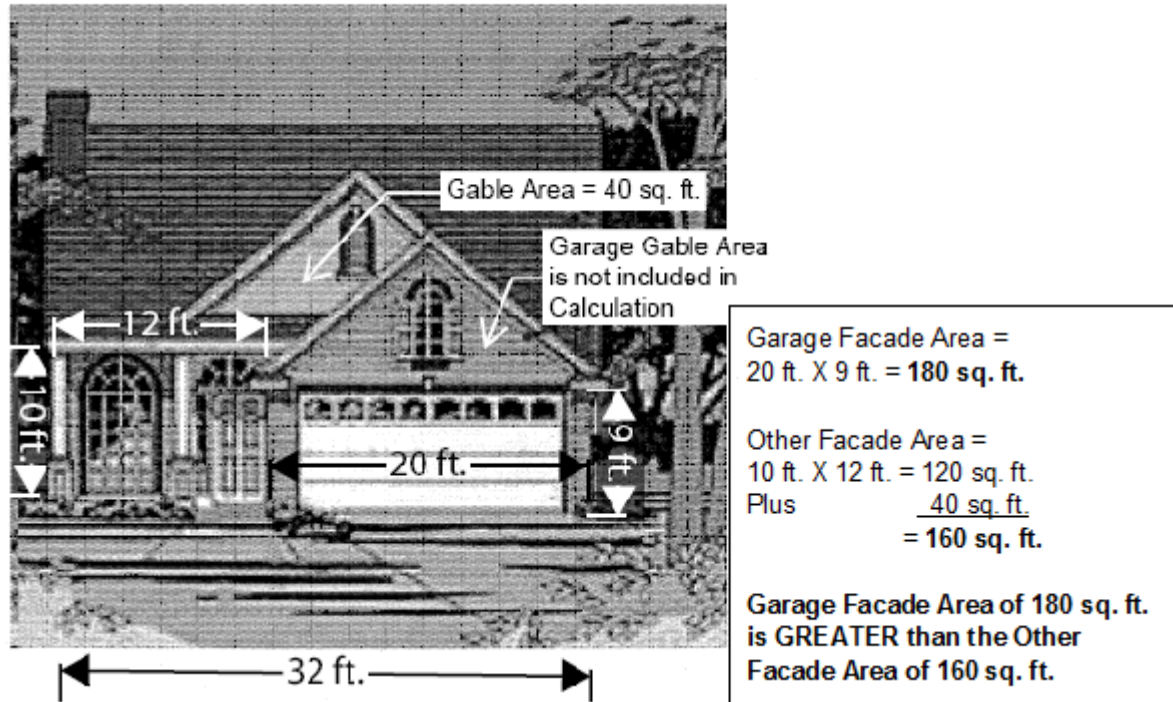 Gable Area = 40 sq. ft.
Garage Gable Area
is not included in
Calculation
12 ft.
10 ft.
20 ft.
9 ft.
32 ft.
Garage Facade Area =
20 ft. X 9 ft. = 180 sq. ft.
Other Facade Area =
10 ft. X 12 ft. = 120 sq. ft.
Plus 40 sq. ft.
= 160 sq. ft.
Garage Facade Area of 180 sq. ft.
is GREATER than the Other
Facade Area of 160 sq. ft.